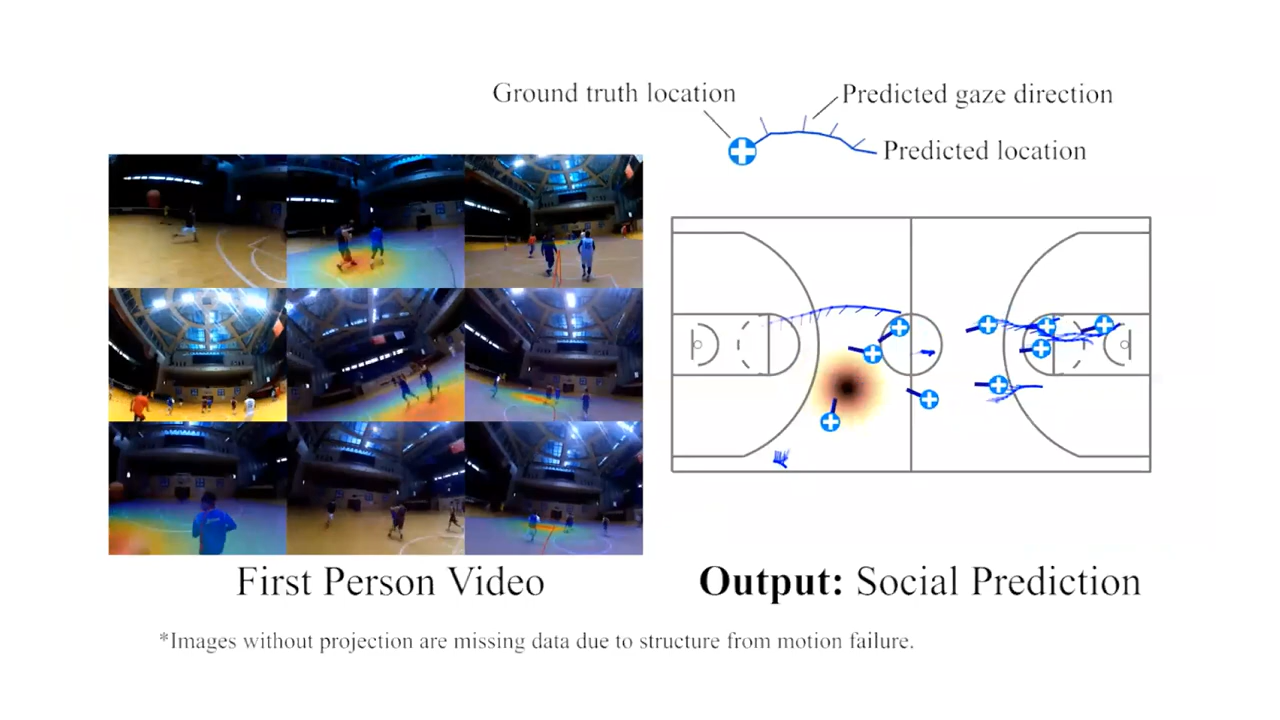 Ground truth location
Predicted gaze direction
Predicted location
First Person Video
Output: Social Prediction
*Images without projection are missing data due to structure from motion failure.